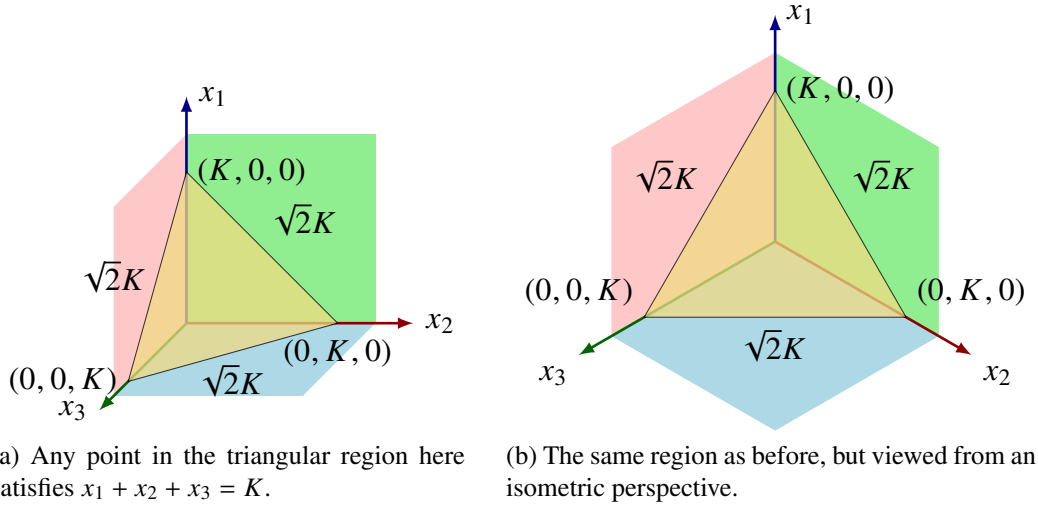 x₁
(K, 0, 0)
√2K
√2K
x₂
(0, K, 0)
(0, 0, K)
√2K
x₃
a) Any point in the triangular region here
atisfies x₁ + x₂ + x₃ = K.
x₁
(K, 0, 0)
√2K
√2K
(0, 0, K)
(0, K, 0)
√2K
x₃
x₂
(b) The same region as before, but viewed from an
isometric perspective.